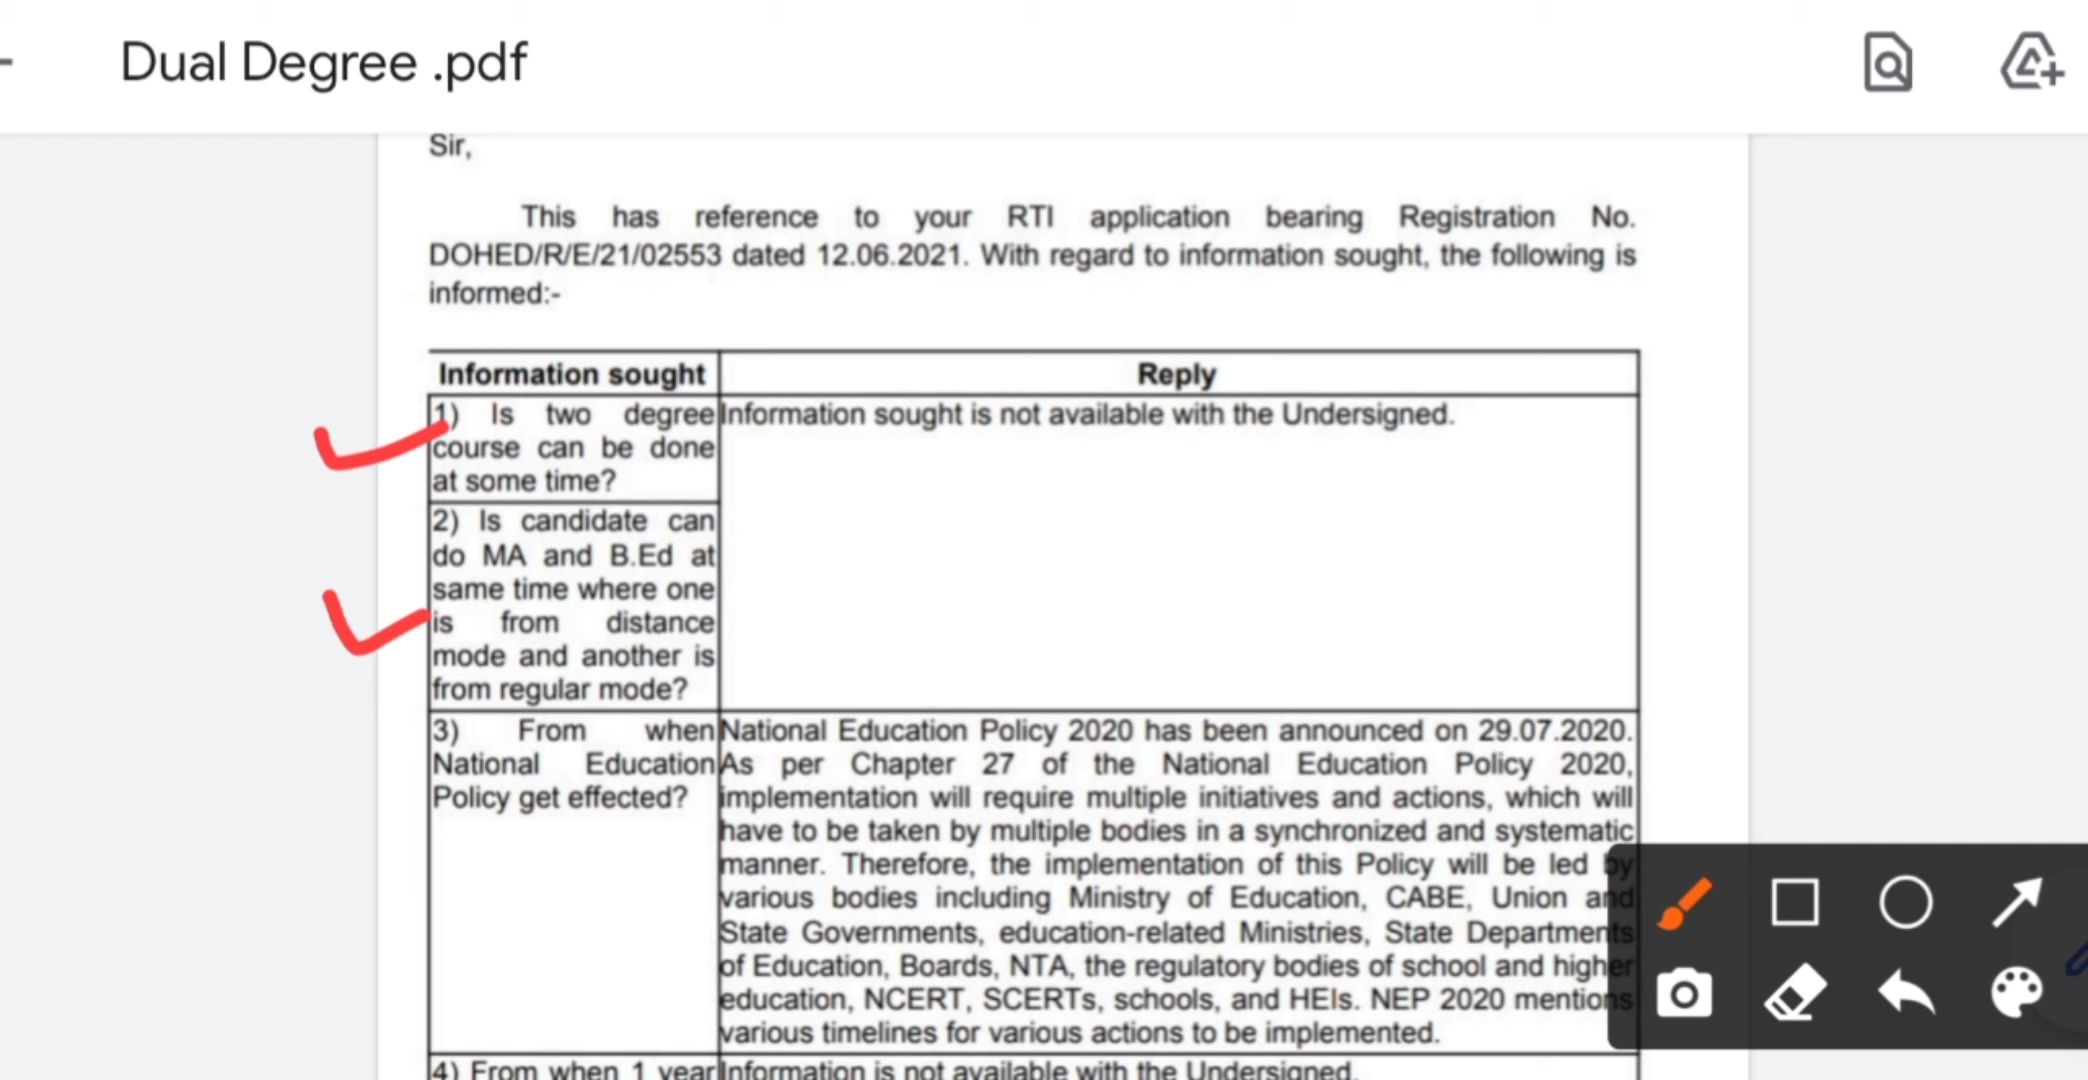 Dual Degree .pdf
Sir,
This has reference to your RTI application bearing Registration No.
DOHED/R/E/21/02553 dated 12.06.2021. With regard to information sought, the following is
informed:-
Information sought
Reply
1) Is two degree
course can be done
at some time?
Information sought is not available with the Undersigned.
2) Is candidate can
do MA and B.Ed at
same time where one
is from distance
mode and another is
from regular mode?
3) From when
National Education
Policy get effected?
National Education Policy 2020 has been announced on 29.07.2020.
As per Chapter 27 of the National Education Policy 2020,
implementation will require multiple initiatives and actions, which will
have to be taken by multiple bodies in a synchronized and systematic
manner. Therefore, the implementation of this Policy will be led by
various bodies including Ministry of Education, CABE, Union and
State Governments, education-related Ministries, State Departments
of Education, Boards, NTA, the regulatory bodies of school and higher
education, NCERT, SCERTs, schools, and HEIs. NEP 2020 mentions
various timelines for various actions to be implemented.
4) From when 1 year
Information is not available with the Undersigned.